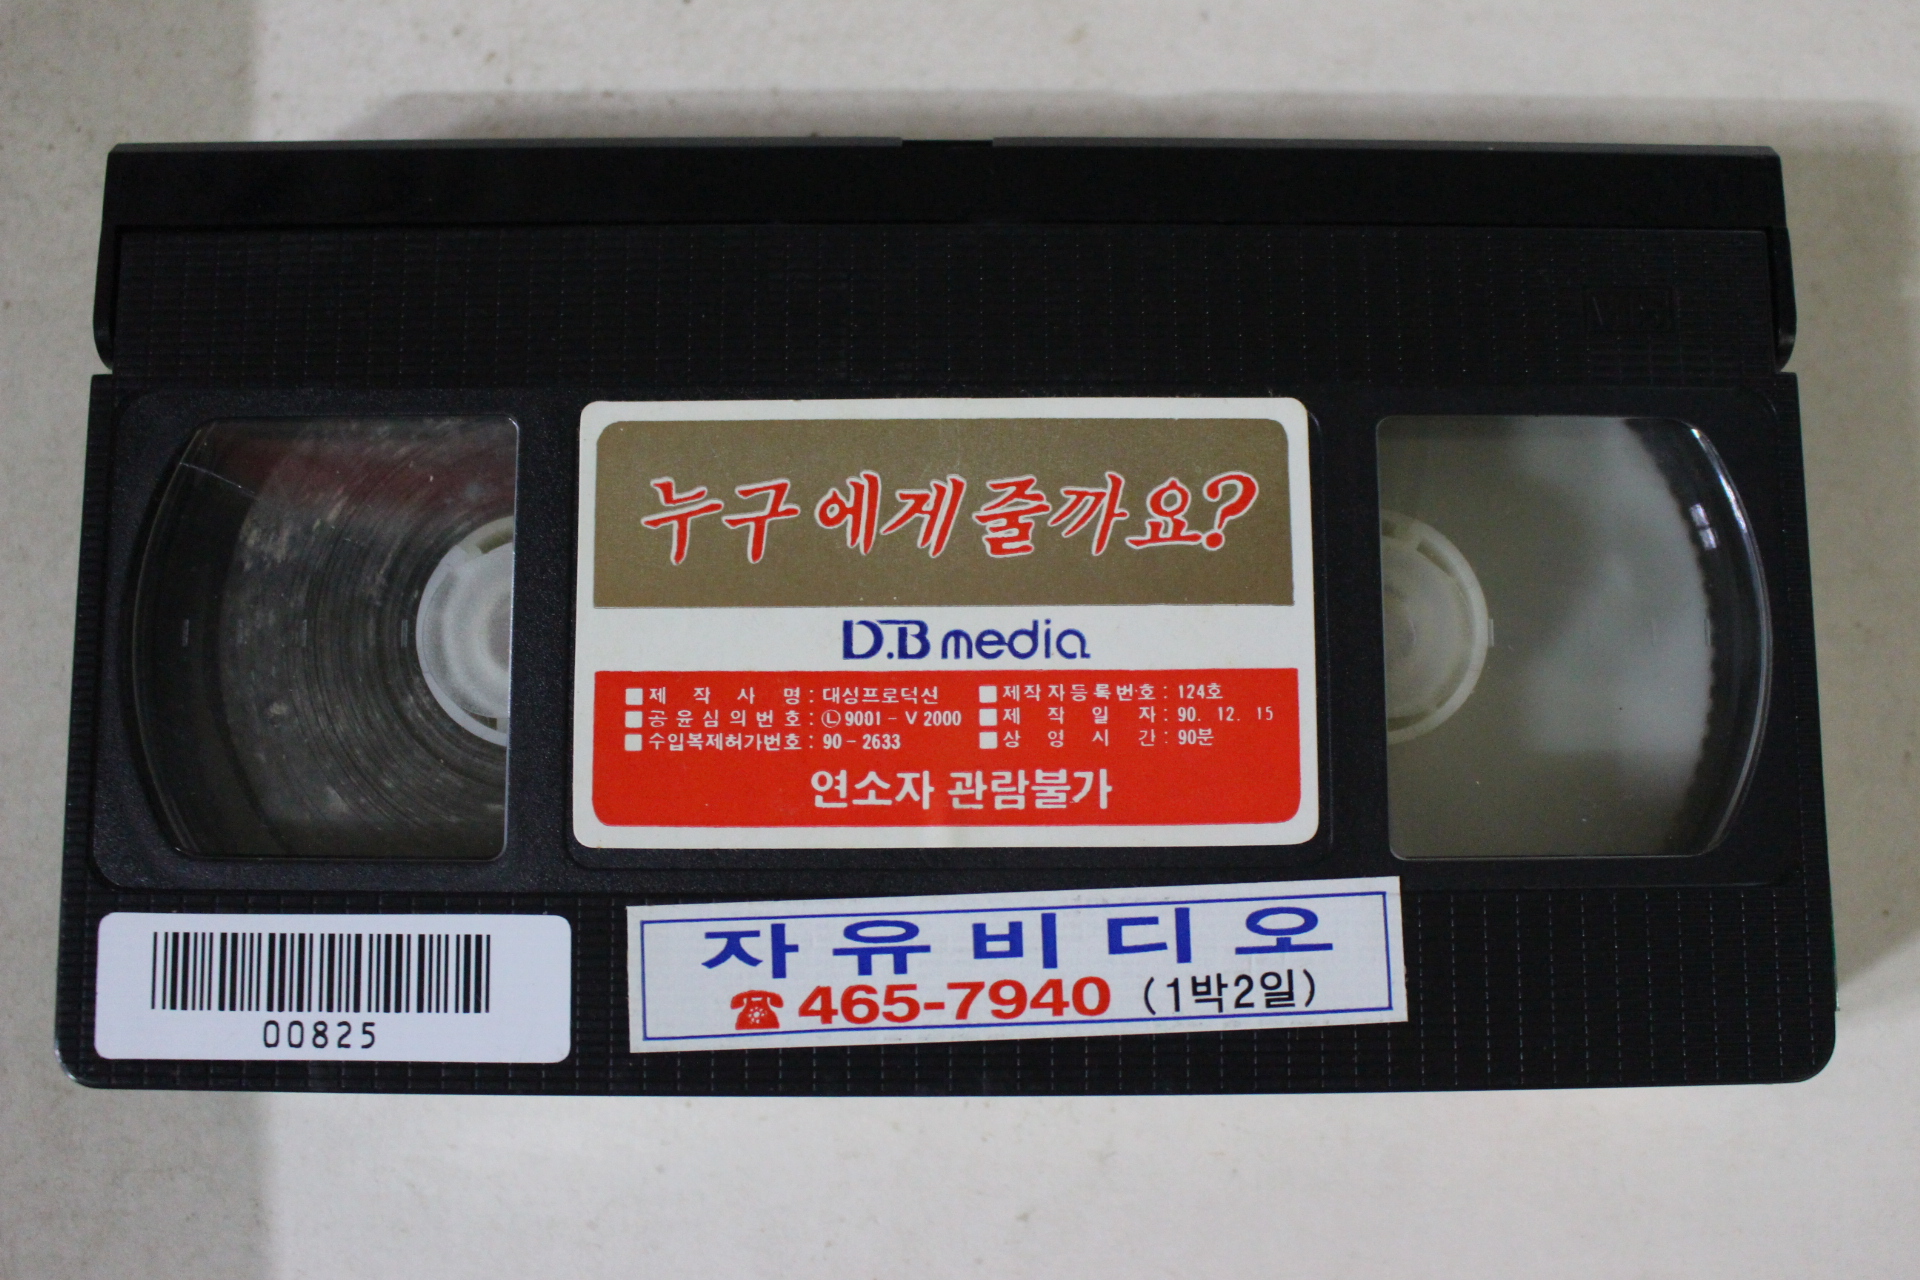 누구에게 줄까요?
D.B media
제작사명 : 대성프로덕션
공윤심의번호 : Ⓛ9001-V2000
수입복제허가번호 : 90-2633
제작자등록번호 : 124호
제작일자 : 90. 12. 15
상영시간 : 90분
연소자 관람불가
자유비디오
☎465-7940 (1박2일)
00825
VHS